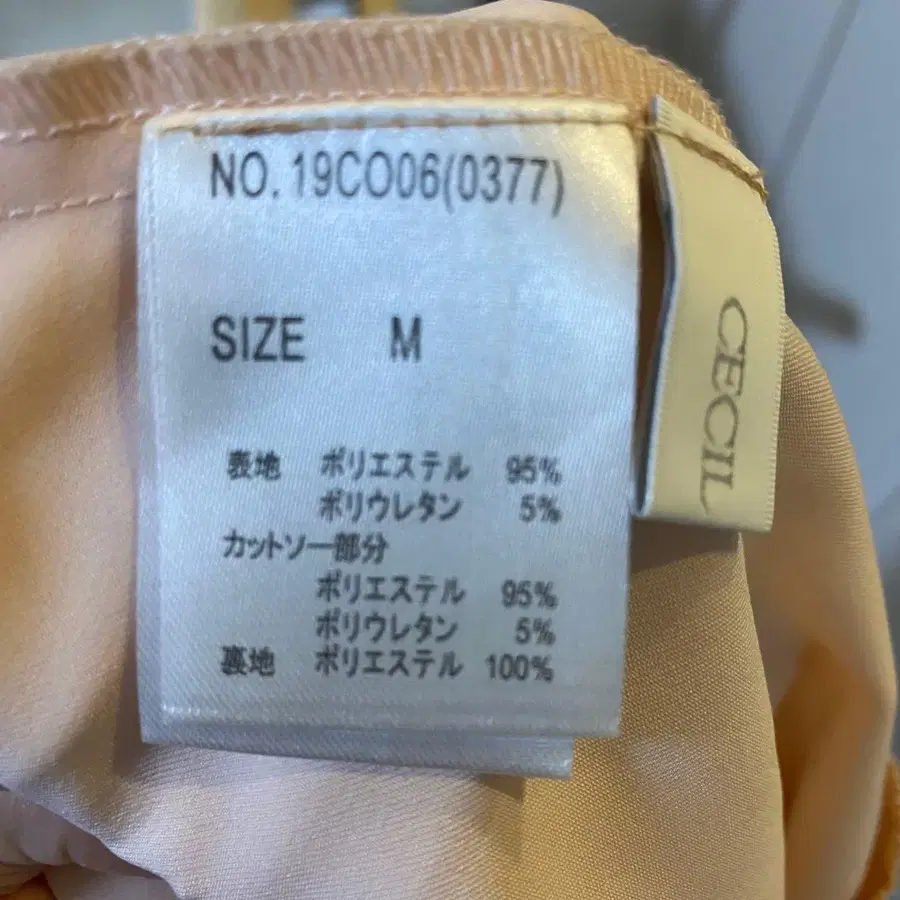 NO.19CO06(0377)
SIZE M
表地 ポリエステル 95%
ポリウレタン 5%
カットソー部分
ポリエステル 95%
ポリウレタン 5%
裏地 ポリエステル 100%
CECIL